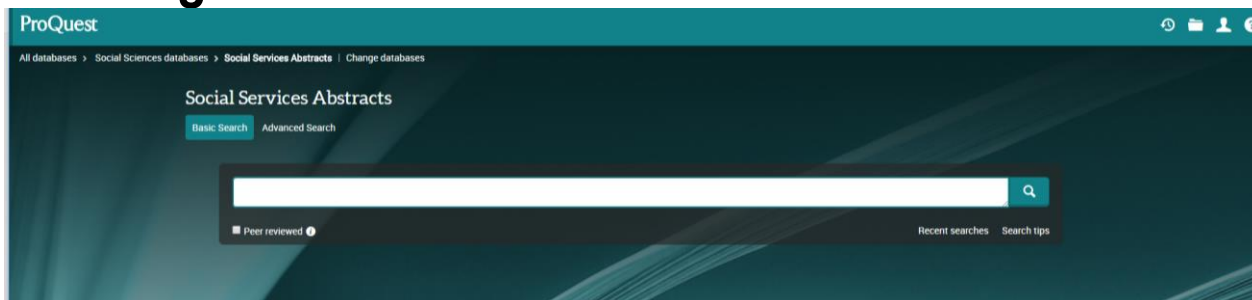 ProQuest
All databases > Social Sciences databases > Social Services Abstracts | Change databases
Social Services Abstracts
Basic Search Advanced Search
Peer reviewed
Recent searches Search tips